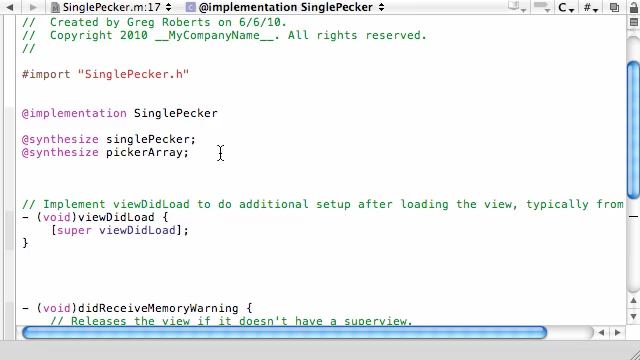 SinglePecker.m:17 @implementation SinglePecker C #
//  Created by Greg Roberts on 6/6/10.
//  Copyright 2010 __MyCompanyName__. All rights reserved.
//
#import "SinglePecker.h"
@implementation SinglePecker
@synthesize singlePecker;
@synthesize pickerArray;
// Implement viewDidLoad to do additional setup after loading the view, typically from
- (void)viewDidLoad {
    [super viewDidLoad];
}
- (void)didReceiveMemoryWarning {
    // Releases the view if it doesn't have a superview.